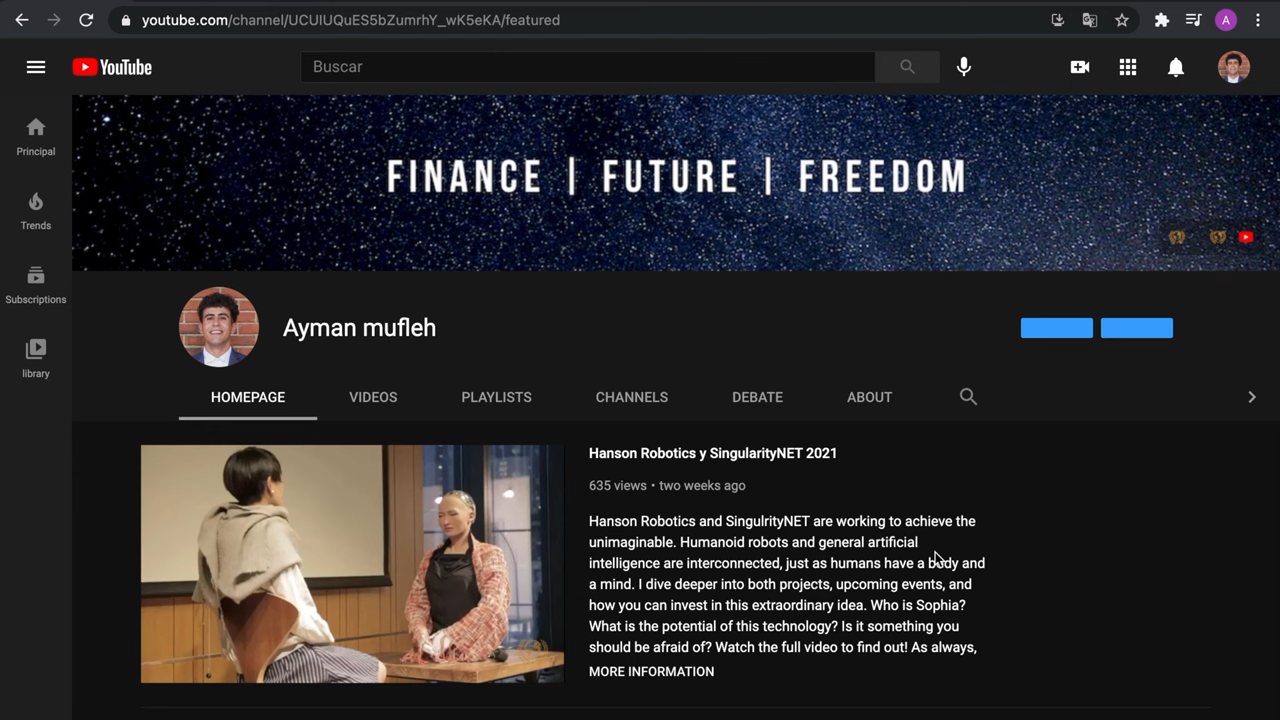 youtube.com/channel/UCUIUQuES5bZumrhY_wK5eKA/featured
A
YouTube
Buscar
Principal
Trends
Subscriptions
library
FINANCE | FUTURE | FREEDOM
Ayman mufleh
HOMEPAGE VIDEOS PLAYLISTS CHANNELS DEBATE ABOUT
Hanson Robotics y SingularityNET 2021
635 views • two weeks ago
Hanson Robotics and SingulrityNET are working to achieve the
unimaginable. Humanoid robots and general artificial
intelligence are interconnected, just as humans have a body and
a mind. I dive deeper into both projects, upcoming events, and
how you can invest in this extraordinary idea. Who is Sophia?
What is the potential of this technology? Is it something you
should be afraid of? Watch the full video to find out! As always,
MORE INFORMATION